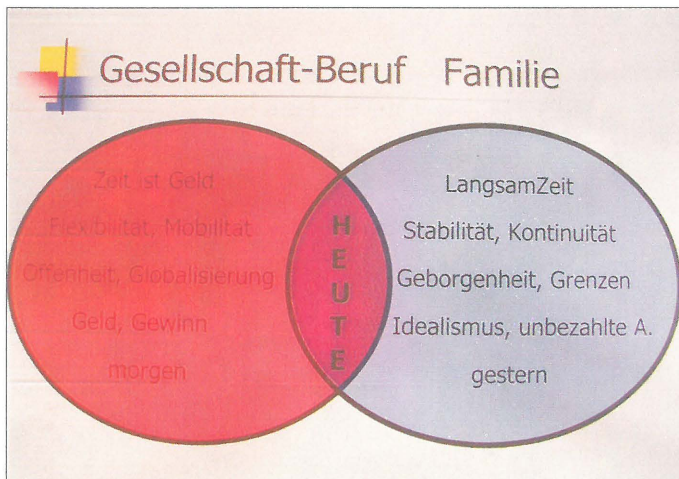 Gesellschaft-Beruf Familie
Zeit ist Geld
Flexibilität, Mobilität
Offenheit, Globalisierung
Geld, Gewinn
morgen
HEUTE
LangsamZeit
Stabilität, Kontinuität
Geborgenheit, Grenzen
Idealismus, unbezahlte A.
gestern